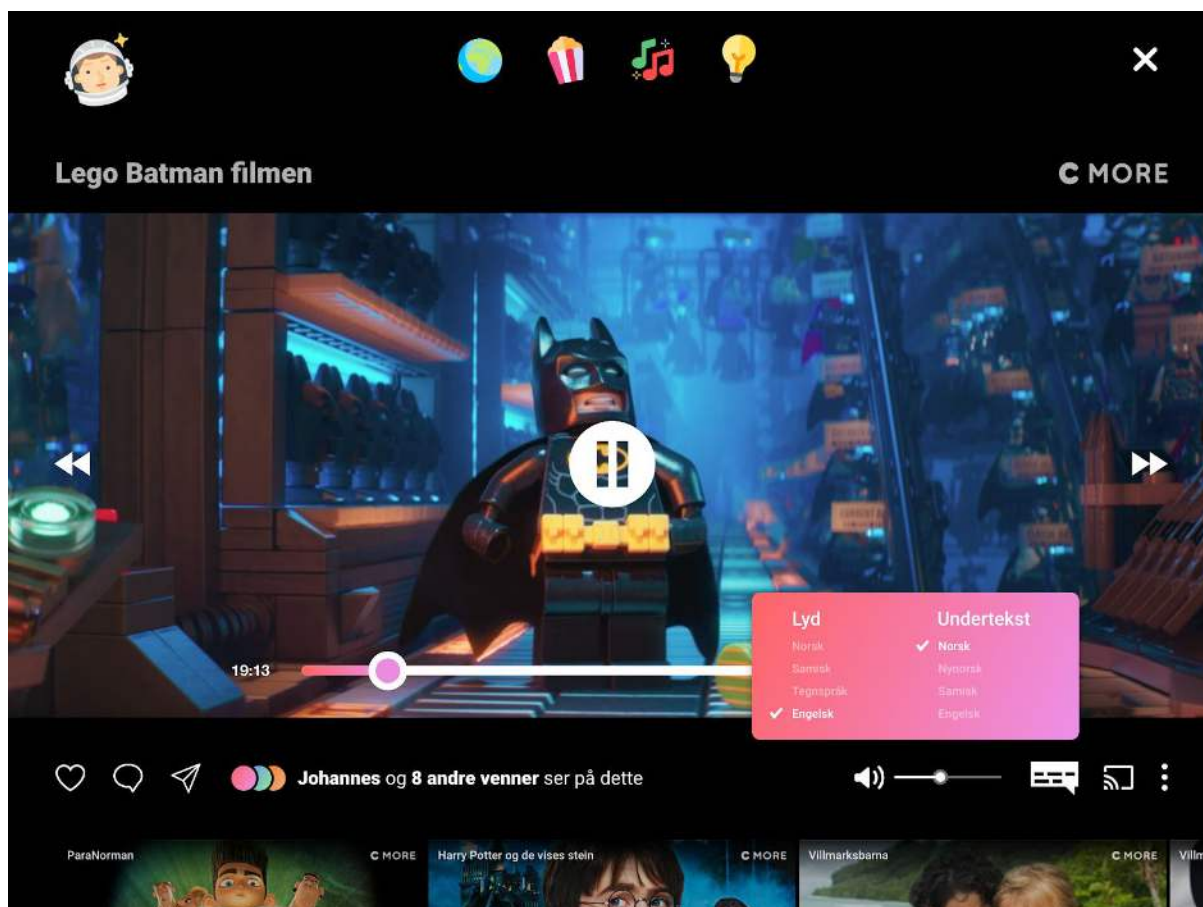 Lego Batman filmen
C MORE
19:13
Lyd
Undertekst
Norsk
Norsk
Samisk
Nynorsk
Tegnspråk
Samisk
Engelsk
Engelsk
Johannes og 8 andre venner ser på dette
ParaNorman
C MORE
Harry Potter og de vises stein
C MORE
Villmarksbarna
C MORE
Villm